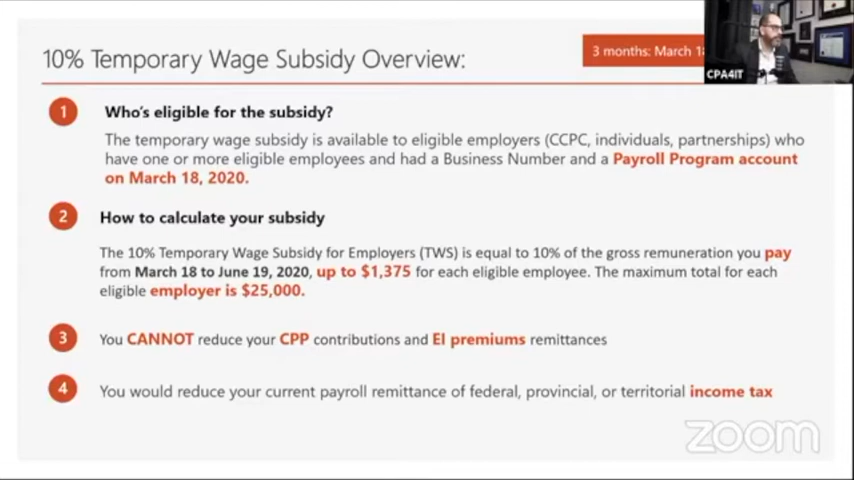 10% Temporary Wage Subsidy Overview:
3 months: March 1
CPA4IT
1
Who's eligible for the subsidy?
The temporary wage subsidy is available to eligible employers (CCPC, individuals, partnerships) who
have one or more eligible employees and had a Business Number and a Payroll Program account
on March 18, 2020.
2
How to calculate your subsidy
The 10% Temporary Wage Subsidy for Employers (TWS) is equal to 10% of the gross remuneration you pay
from March 18 to June 19, 2020, up to $1,375 for each eligible employee. The maximum total for each
eligible employer is $25,000.
3
You CANNOT reduce your CPP contributions and EI premiums remittances
4
You would reduce your current payroll remittance of federal, provincial, or territorial income tax
zoom